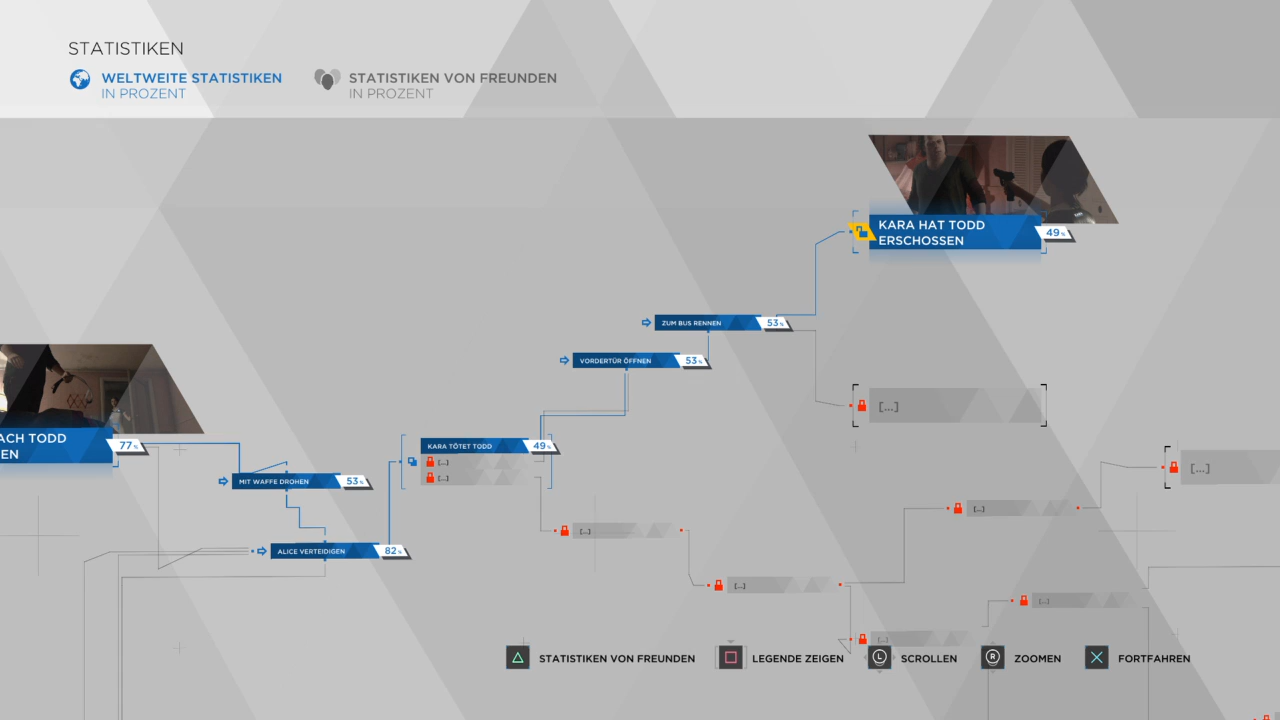 STATISTIKEN
WELTWEITE STATISTIKEN
IN PROZENT
STATISTIKEN VON FREUNDEN
IN PROZENT
KARA HAT TODD
ERSCHOSSEN
49%
ZUM BUS RENNEN
53%
VORDERTÜR ÖFFNEN
53%
[...]
ACH TODD
EN
77%
KARA TÖTET TODD
49%
[...]
[...]
[...]
MIT WAFFE DROHEN
53%
[...]
[...]
ALICE VERTEIDIGEN
82%
[...]
[...]
[...]
STATISTIKEN VON FREUNDEN
LEGENDE ZEIGEN
L
SCROLLEN
R
ZOOMEN
FORTFAHREN